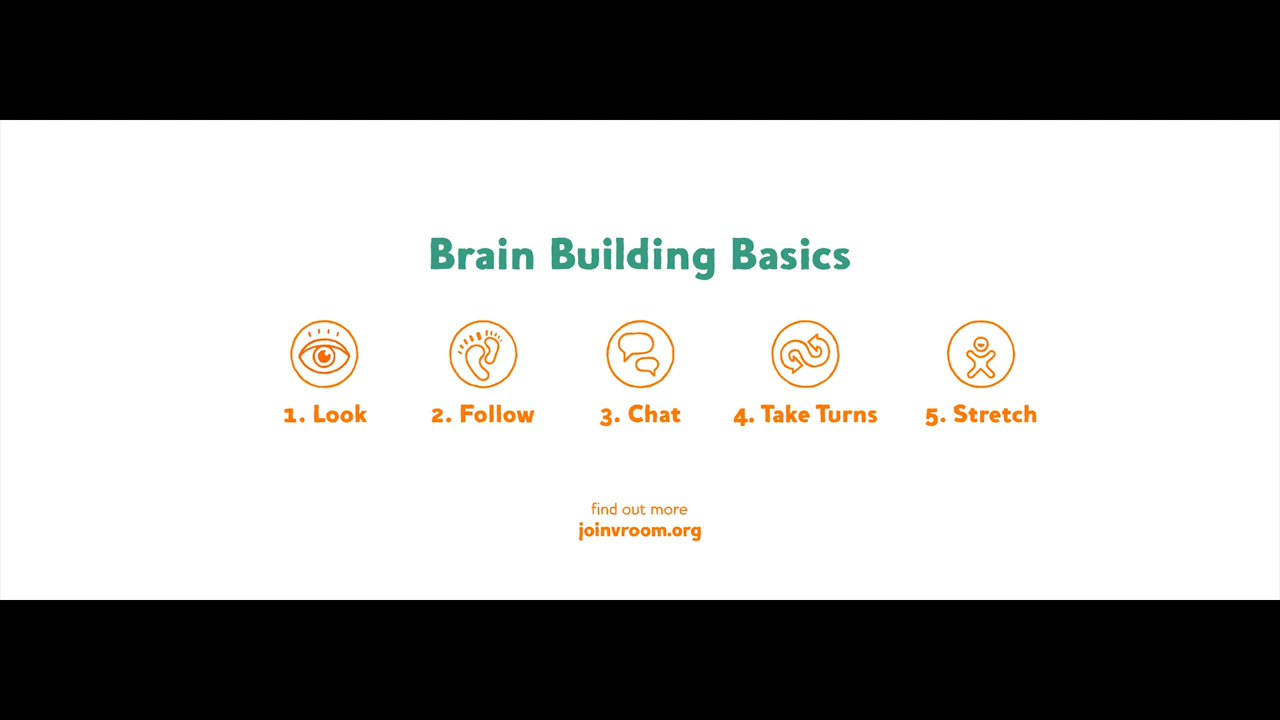 Brain Building Basics
1. Look
2. Follow
3. Chat
4. Take Turns
5. Stretch
find out more
joinvroom.org